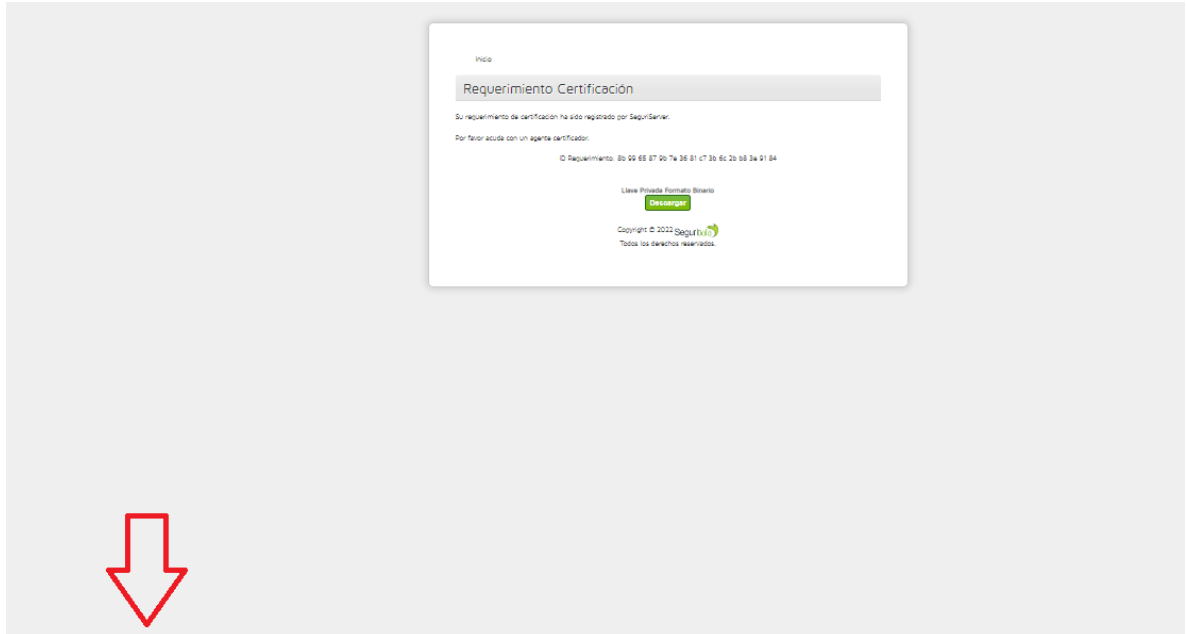 Inicio
Requerimiento Certificación
Su requerimiento de certificación ha sido registrado por SeguriServer.
Por favor acuda con un agente certificador.
ID Requerimiento: 8b 99 65 87 9b 7e 36 81 c7 3b 6c 2b b8 3e 91 84
Llave Privada Formato Binario
Descargar
Copyright © 2022 Seguridata
Todos los derechos reservados.